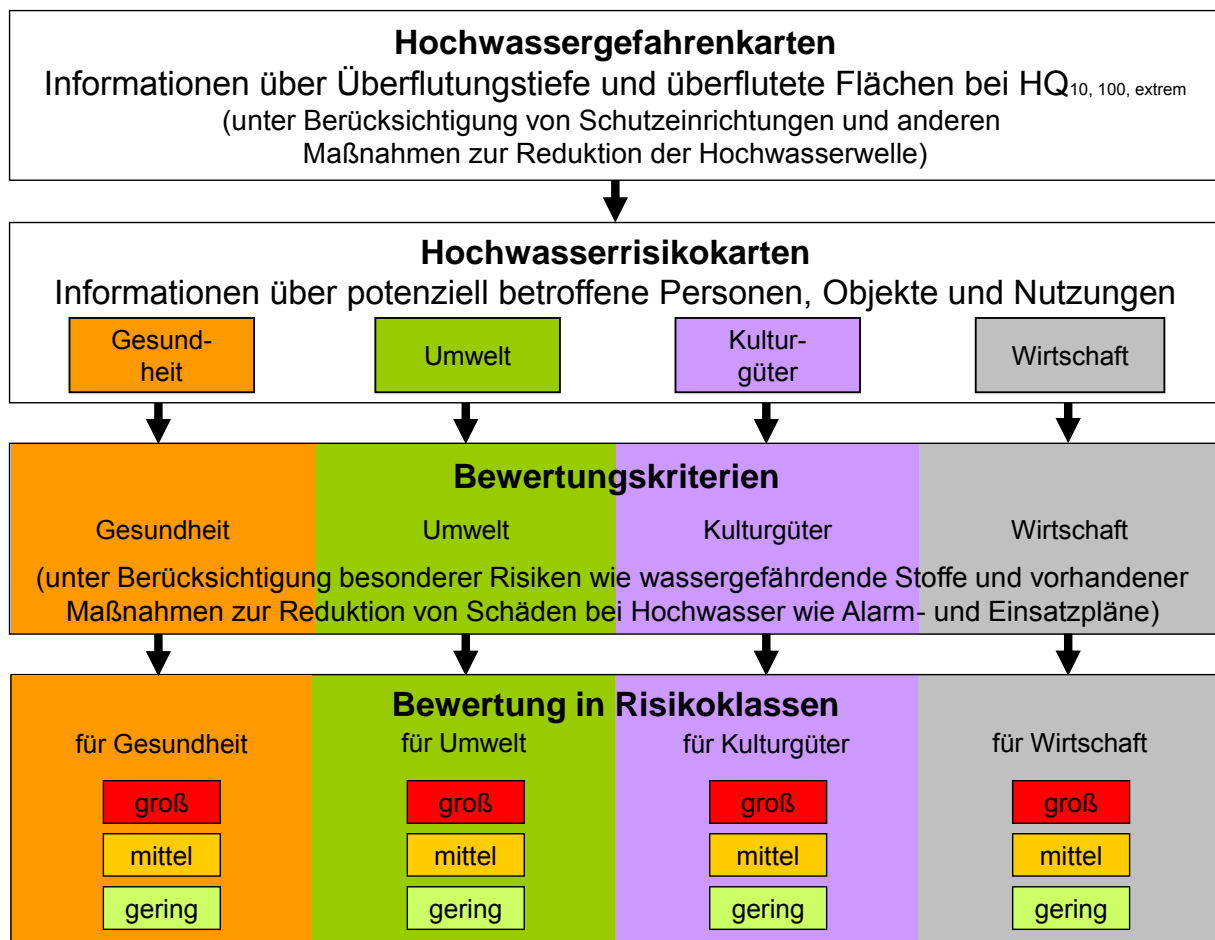 Hochwassergefahrenkarten
Informationen über Überflutungstiefe und überflutete Flächen bei HQ10, 100, extrem
(unter Berücksichtigung von Schutzeinrichtungen und anderen
Maßnahmen zur Reduktion der Hochwasserwelle)
Hochwasserrisikokarten
Informationen über potenziell betroffene Personen, Objekte und Nutzungen
Gesund-
heit
Umwelt
Kultur-
güter
Wirtschaft
Bewertungskriterien
Gesundheit
Umwelt
Kulturgüter
Wirtschaft
(unter Berücksichtigung besonderer Risiken wie wassergefährdende Stoffe und vorhandener
Maßnahmen zur Reduktion von Schäden bei Hochwasser wie Alarm- und Einsatzpläne)
Bewertung in Risikoklassen
für Gesundheit
für Umwelt
für Kulturgüter
für Wirtschaft
groß
groß
groß
groß
mittel
mittel
mittel
mittel
gering
gering
gering
gering